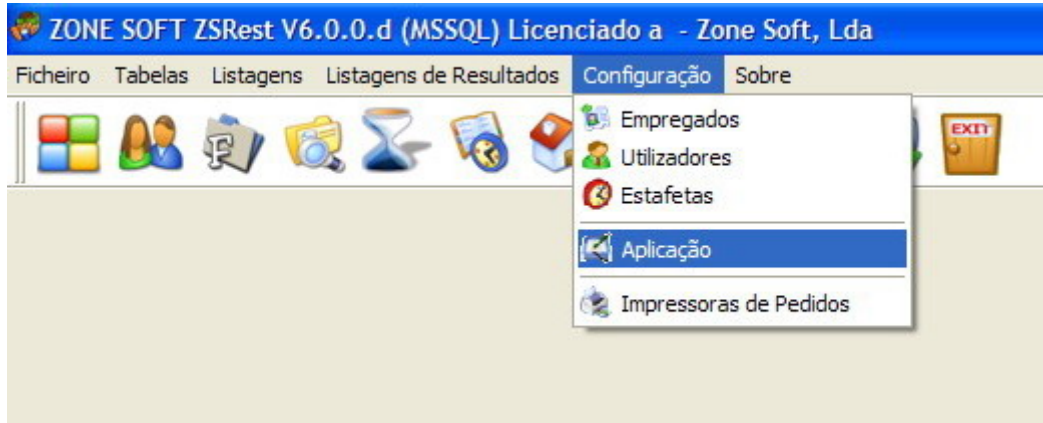 ZONE SOFT ZSRest V6.0.0.d (MSSQL) Licenciado a - Zone Soft, Lda
Ficheiro Tabelas Listagens Listagens de Resultados Configuração Sobre
F
EXIT
Empregados
Utilizadores
Estafetas
Aplicação
Impressoras de Pedidos